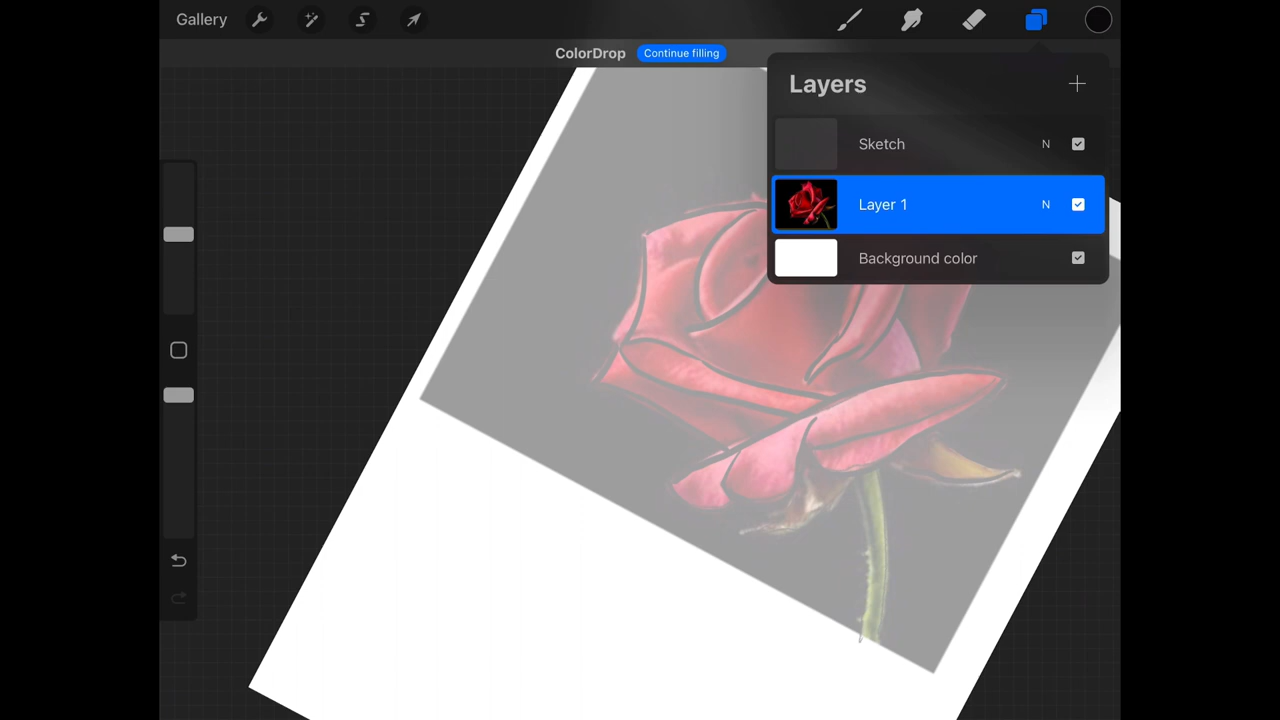 Gallery
ColorDrop Continue filling
Layers
Sketch N
Layer 1 N
Background color